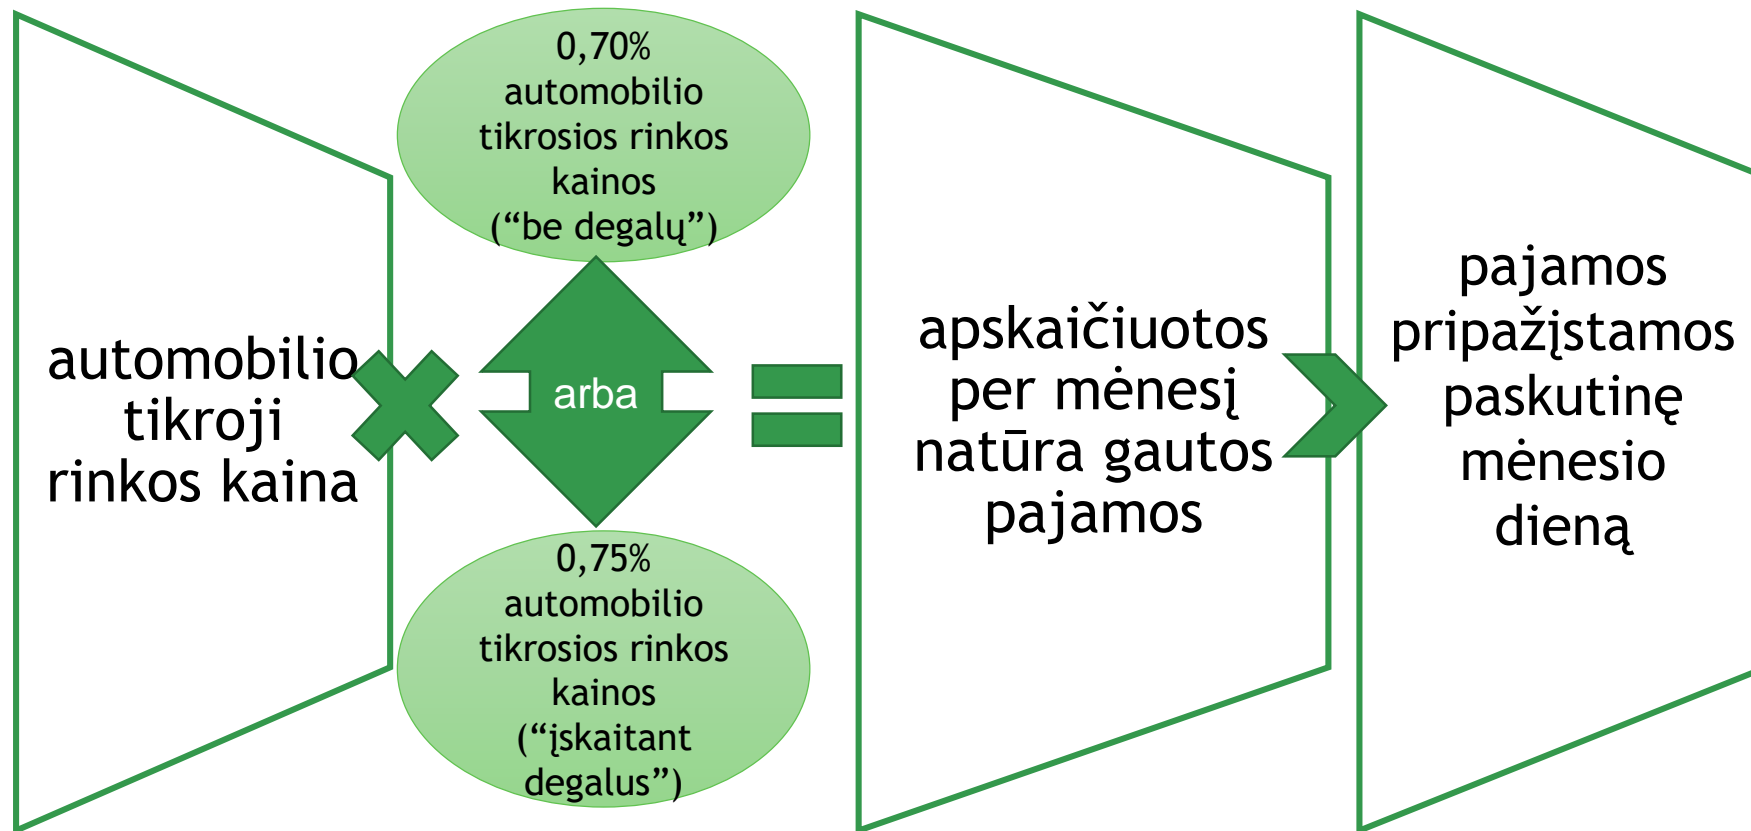 automobilio
tikroji
rinkos kaina
0,70%
automobilio
tikrosios rinkos
kainos
(“be degalų”)
arba
0,75%
automobilio
tikrosios rinkos
kainos
(“įskaitant
degalus”)
apskaičiuotos
per mėnesį
natūra gautos
pajamos
pajamos
pripažįstamos
paskutinę
mėnesio
dieną